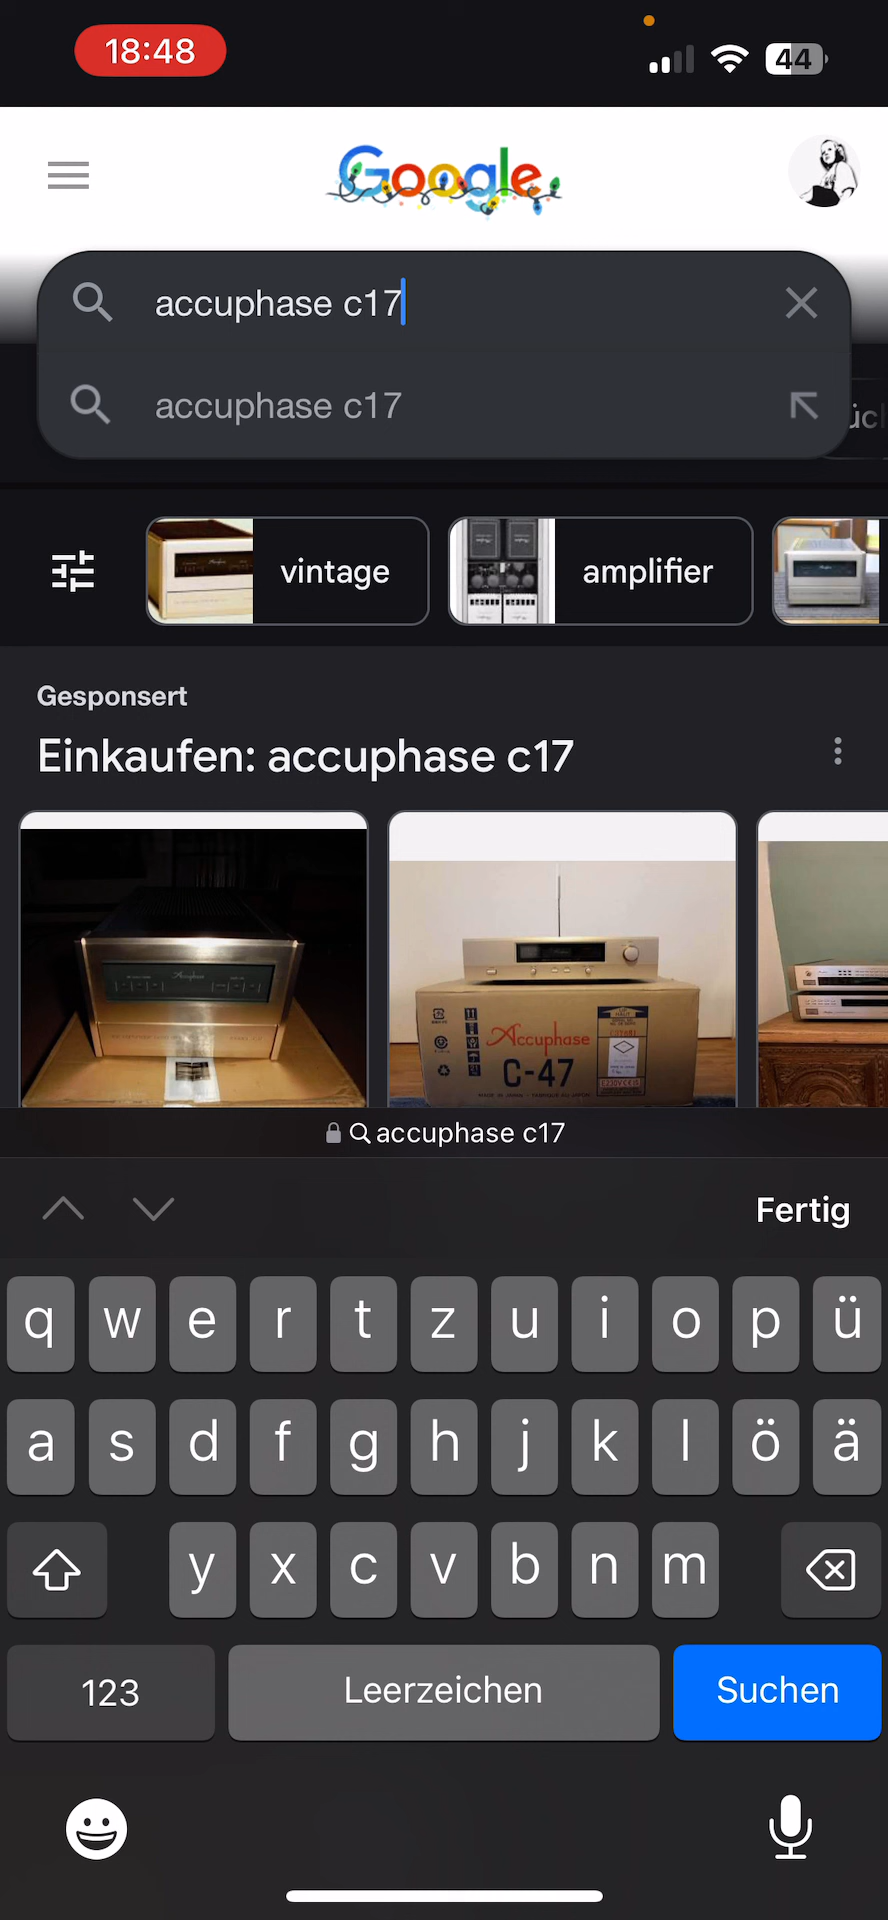 18:48
44
Google
accuphase c17
accuphase c17
vintage
amplifier
Gesponsert
Einkaufen: accuphase c17
Accuphase
Accuphase
C-47
accuphase c17
Fertig
q w e r t z u i o p ü
a s d f g h j k l ö ä
y x c v b n m
123
Leerzeichen
Suchen